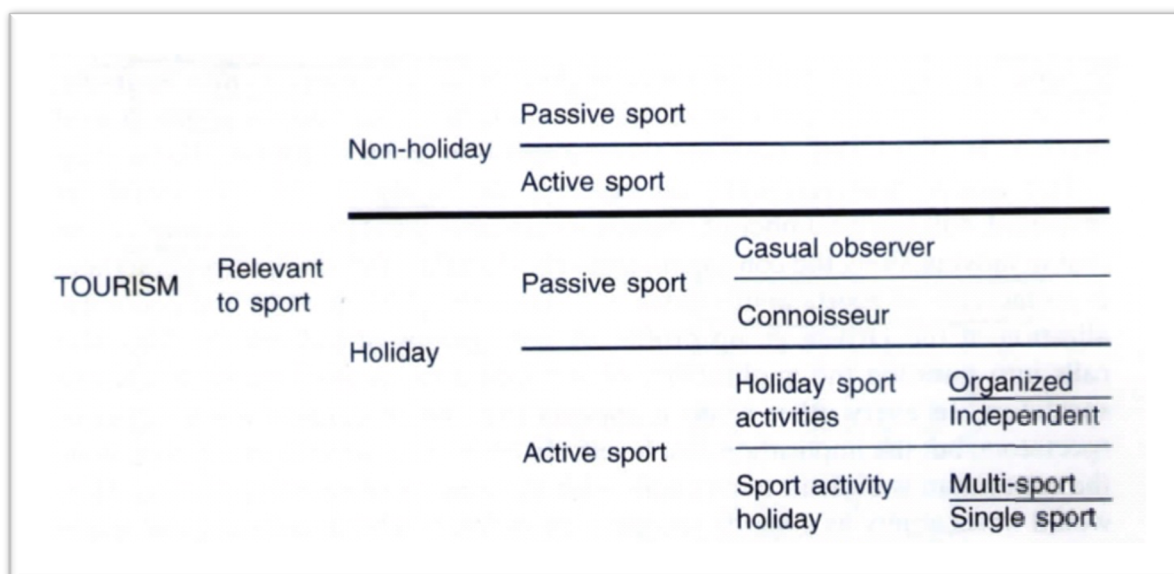 Passive sport
Non-holiday
Active sport
TOURISM
Relevant
to sport
Holiday
Passive sport
Casual observer
Connoisseur
Active sport
Holiday sport
activities
Organized
Independent
Sport activity
holiday
Multi-sport
Single sport